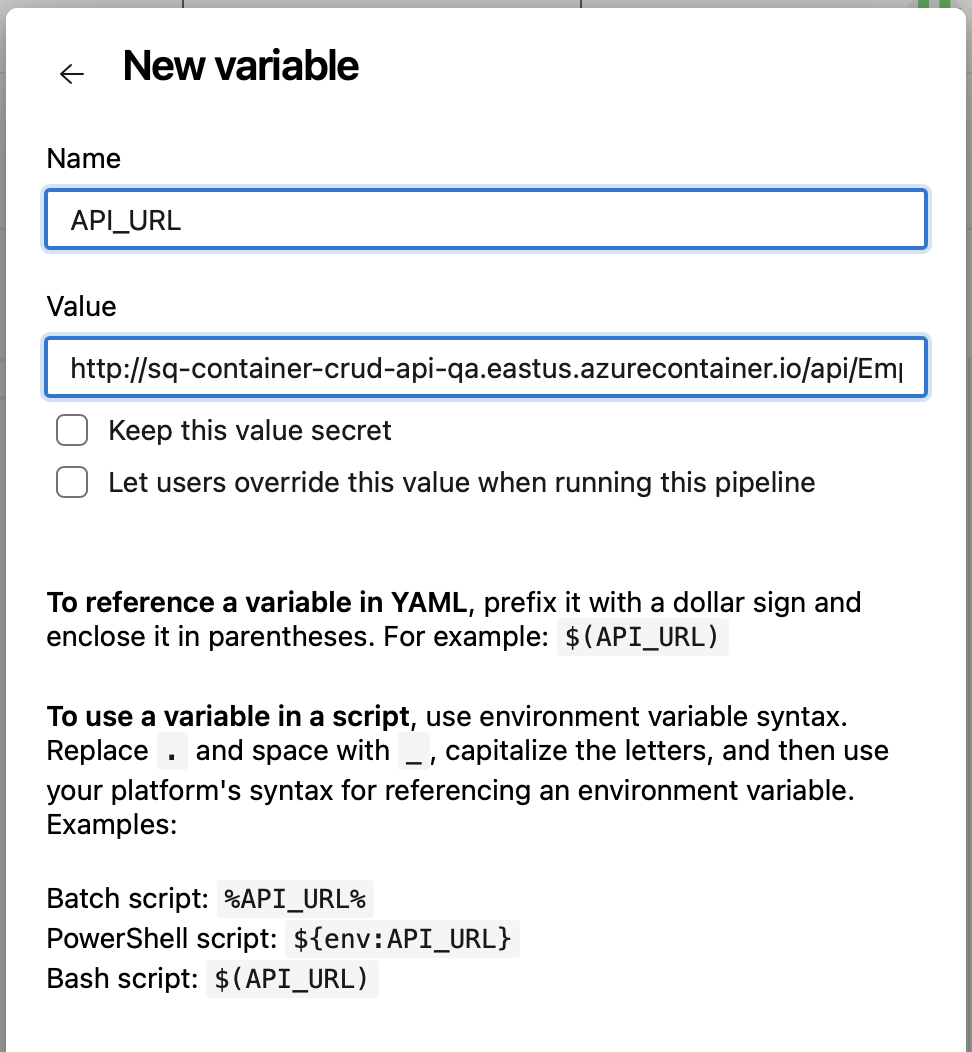 ← New variable
Name
API_URL
Value
http://sq-container-crud-api-qa.eastus.azurecontainer.io/api/Emp
Keep this value secret
Let users override this value when running this pipeline
To reference a variable in YAML, prefix it with a dollar sign and
enclose it in parentheses. For example: $(API_URL)
To use a variable in a script, use environment variable syntax.
Replace . and space with _, capitalize the letters, and then use
your platform's syntax for referencing an environment variable.
Examples:
Batch script: %API_URL%
PowerShell script: ${env:API_URL}
Bash script: $(API_URL)